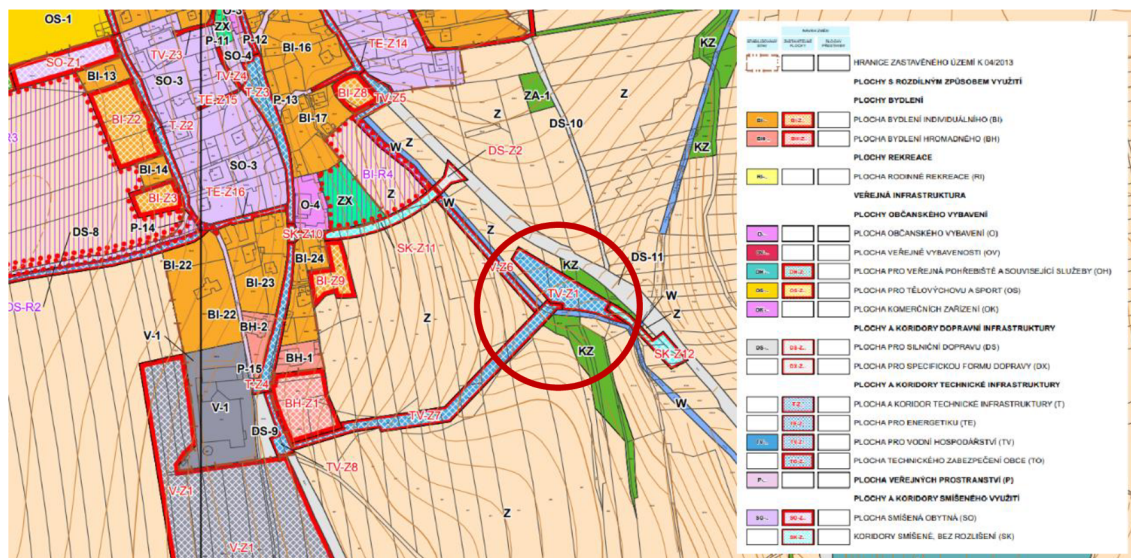 OS-1
O-3
ZX
P-11
P-12
BI-16
TE-Z14
KZ
SO-Z1
TV-Z3
SO-4
BI-13
SO-3
TV-Z4
T-Z3
BI-Z8
TV-Z5
ZA-1
Z
TE-Z15
P-13
BI-Z2
T-Z2
BI-17
W
Z
DS-10
KZ
Z
DS-Z2
BI-14
SO-3
BI-R4
Z
BI-Z3
TE-Z16
O-4
ZX
Z
W
DS-8
P-14
SK-Z10
SK-Z11
W
BI-22
BI-24
V-Z6
KZ
DS-11
DS-R2
BI-23
BI-Z9
Z
TV-Z1
W
Z
V-1
BI-22
BH-2
KZ
SK-Z12
P-15
BH-1
T-Z4
W
V-1
BH-Z1
TV-Z7
DS-9
TV-Z8
V-Z1
Z
V-Z1
HRANICE ZASTAVĚNÉHO ÚZEMÍ K 04/2013
PLOCHY S ROZDÍLNÝM ZPŮSOBEM VYUŽITÍ
PLOCHY BYDLENÍ
PLOCHA BYDLENÍ INDIVIDUÁLNÍHO (BI)
PLOCHA BYDLENÍ HROMADNÉHO (BH)
PLOCHY REKREACE
PLOCHA RODINNÉ REKREACE (RI)
VEŘEJNÁ INFRASTRUKTURA
PLOCHY OBČANSKÉHO VYBAVENÍ
PLOCHA OBČANSKÉHO VYBAVENÍ (O)
PLOCHA VEŘEJNÉ VYBAVENOSTI (OV)
PLOCHA PRO VEŘEJNÁ POHŘEBIŠTĚ A SOUVISEJÍCÍ SLUŽBY (OH)
PLOCHA PRO TĚLOVÝCHOVU A SPORT (OS)
PLOCHA KOMERČNÍCH ZAŘÍZENÍ (OK)
PLOCHY A KORIDORY DOPRAVNÍ INFRASTRUKTURY
PLOCHA PRO SILNIČNÍ DOPRAVU (DS)
PLOCHA PRO SPECIFICKOU FORMU DOPRAVY (DX)
PLOCHY A KORIDORY TECHNICKÉ INFRASTRUKTURY
PLOCHA A KORIDOR TECHNICKÉ INFRASTRUKTURY (T)
PLOCHA PRO ENERGETIKU (TE)
PLOCHA PRO VODNÍ HOSPODÁŘSTVÍ (TV)
PLOCHA TECHNICKÉHO ZABEZPEČENÍ OBCE (TO)
PLOCHA VEŘEJNÝCH PROSTRANSTVÍ (P)
PLOCHY A KORIDORY SMÍŠENÉHO VYUŽITÍ
PLOCHA SMÍŠENÁ OBYTNÁ (SO)
KORIDORY SMÍŠENÉ, BEZ ROZLIŠENÍ (SK)